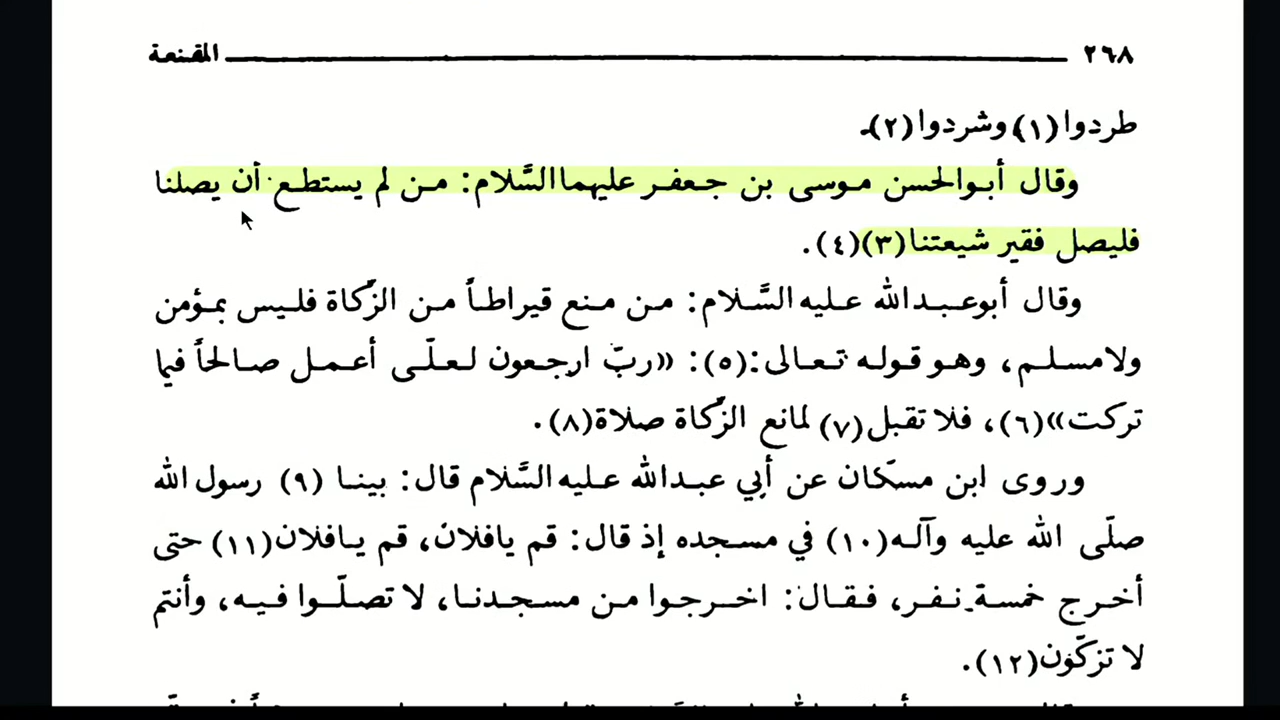 ٢٦٨ المقنعة
طردوا(١) وشردوا(٢).
وقال أبوالحسن موسى بن جعفر عليهما السَّلام: من لم يستطع أن يصلنا
فليصل فقير شيعتنا(٣)(٤).
وقال أبوعبدالله عليه السَّلام: من منع قيراطاً من الزَّكاة فليس بمؤمن
ولامسلم، وهو قوله تعالى:(٥): «ربّ ارجعون لعلّى أعمل صالحاً فيما
تركت»(٦)، فلا تقبل(٧) لمانع الزَّكاة صلاة(٨).
وروى ابن مسكان عن أبي عبدالله عليه السَّلام قال: بينا (٩) رسول الله
صلّى الله عليه وآله(١٠) في مسجده إذ قال: قم يافلان، قم يافلان(١١) حتى
أخرج خمسة نفر، فقال: اخرجوا من مسجدنا، لا تصلّوا فيه، وأنتم
لا تزكّون(١٢).